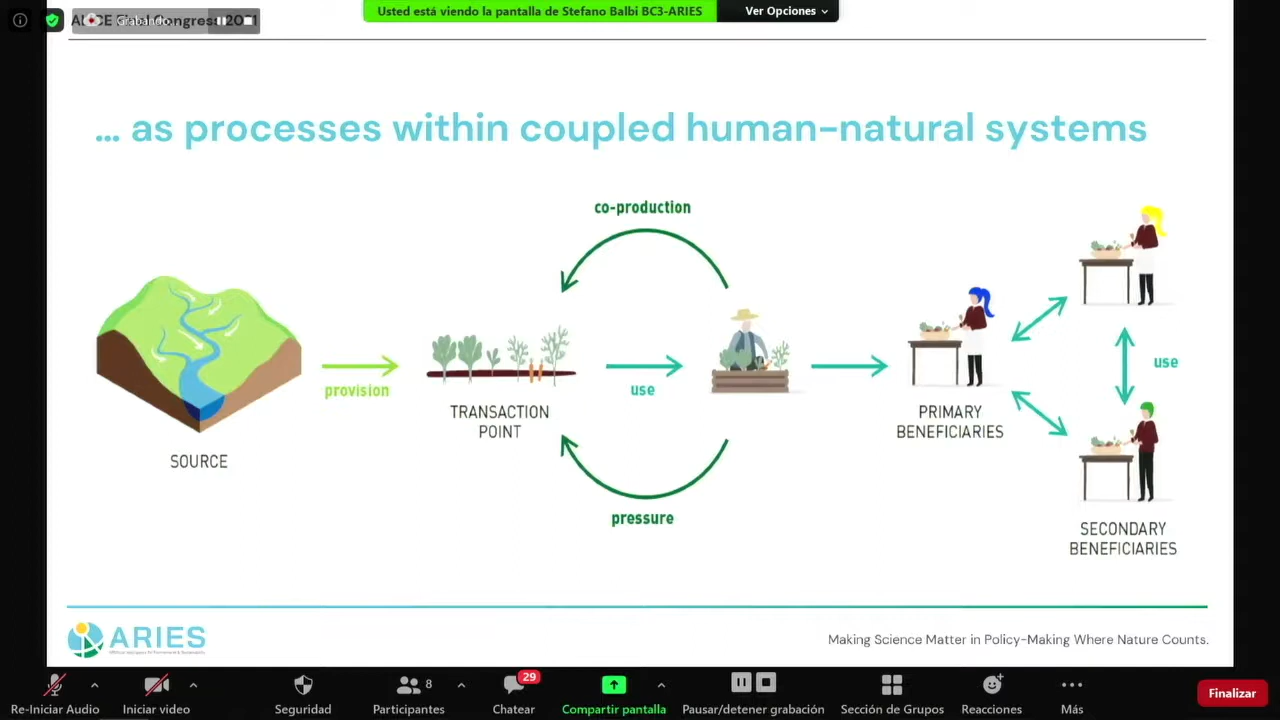 Usted está viendo la pantalla de Stefano Balbi BC3-ARIES
Ver Opciones
Grabando
Congress 2021
... as processes within coupled human-natural systems
co-production
provision
use
use
pressure
SOURCE
TRANSACTION
POINT
PRIMARY
BENEFICIARIES
SECONDARY
BENEFICIARIES
ARIES
Making Science Matter in Policy-Making Where Nature Counts.
Re-Iniciar Audio
Iniciar video
Seguridad
8
Participantes
29
Chatear
Compartir pantalla
Pausar/detener grabación
Sección de Grupos
Reacciones
Más
Finalizar